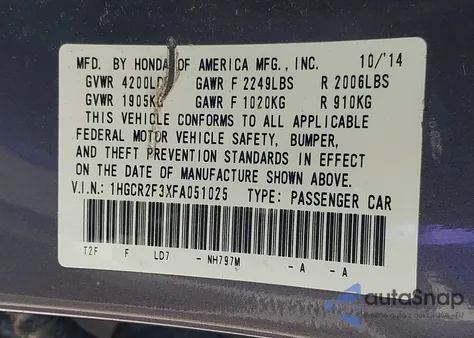 MFD. BY HONDA OF AMERICA MFG., INC. 10/'14
GVWR 4200LBS GAWR F 2249LBS R 2006LBS
GVWR 1905KG GAWR F 1020KG R 910KG
THIS VEHICLE CONFORMS TO ALL APPLICABLE
FEDERAL MOTOR VEHICLE SAFETY, BUMPER,
AND THEFT PREVENTION STANDARDS IN EFFECT
ON THE DATE OF MANUFACTURE SHOWN ABOVE.
V.I.N.: 1HGCR2F3XFA051025 TYPE: PASSENGER CAR
T2F F LD7 - NH797M -A -A
autoSnap